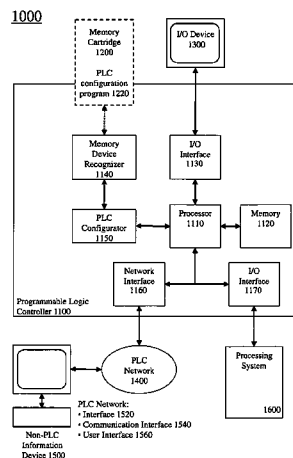 1000
Memory
Cartridge
1200
PLC
configuration
program 1220
I/O Device
1300
Memory
Device
Recognizer
1140
I/O
Interface
1130
PLC
Configurator
1150
Processor
1110
Memory
1120
Network
Interface
1160
I/O
Interface
1170
Programmable Logic
Controller 1100
PLC
Network
1400
Processing
System
1600
Non-PLC
Information
Device 1500
PLC Network:
• Interface 1520
• Communication Interface 1540
• User Interface 1560